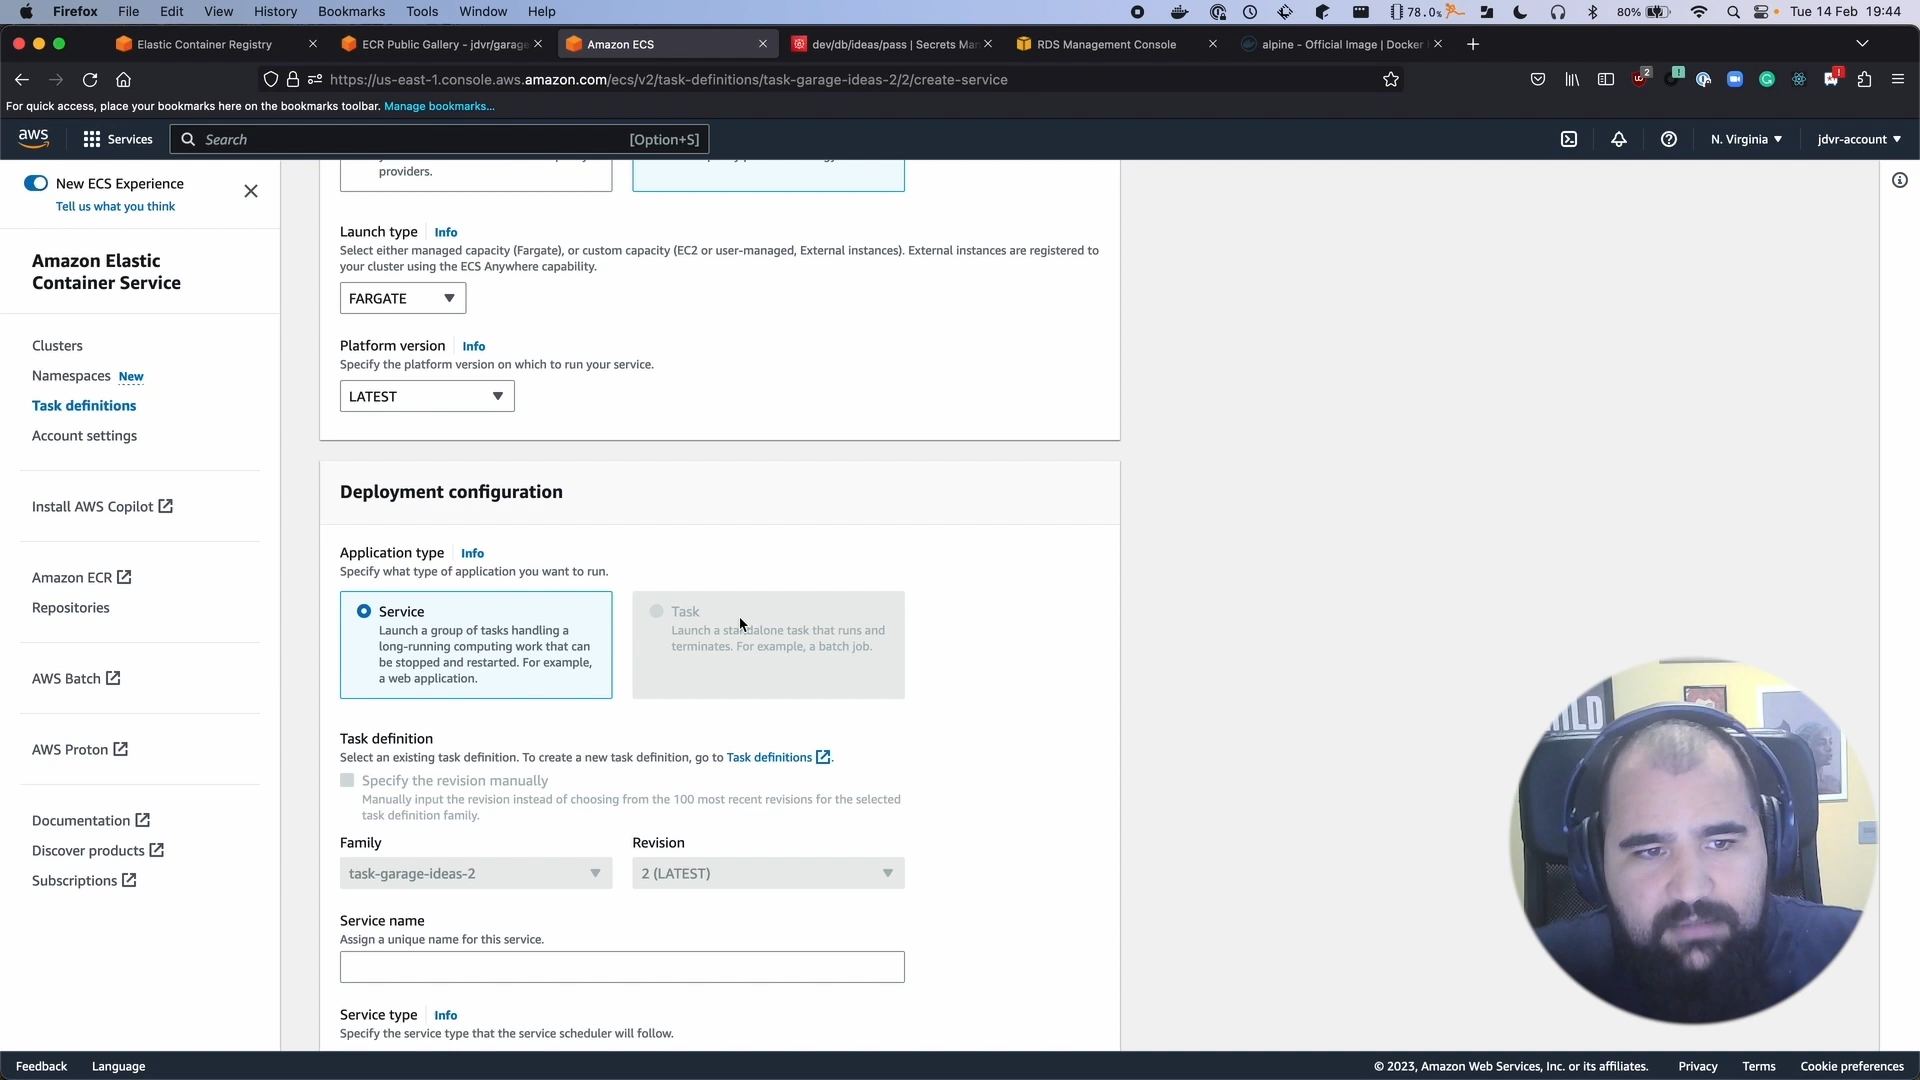 Firefox File Edit View History Bookmarks Tools Window Help
78.0%
80%
Tue 14 Feb 19:44
Elastic Container Registry
ECR Public Gallery - jdvr/garage
Amazon ECS
dev/db/ideas/pass | Secrets Ma
RDS Management Console
alpine - Official Image | Docker
https://us-east-1.console.aws.amazon.com/ecs/v2/task-definitions/task-garage-ideas-2/2/create-service
2
For quick access, place your bookmarks here on the bookmarks toolbar. Manage bookmarks...
aws
Services
Search
[Option+S]
N. Virginia
jdvr-account
New ECS Experience
Tell us what you think
Amazon Elastic
Container Service
Clusters
Namespaces New
Task definitions
Account settings
Install AWS Copilot
Amazon ECR
Repositories
AWS Batch
AWS Proton
Documentation
Discover products
Subscriptions
providers.
Launch type Info
Select either managed capacity (Fargate), or custom capacity (EC2 or user-managed, External instances). External instances are registered to
your cluster using the ECS Anywhere capability.
FARGATE
Platform version Info
Specify the platform version on which to run your service.
LATEST
Deployment configuration
Application type Info
Specify what type of application you want to run.
Service
Launch a group of tasks handling a
long-running computing work that can
be stopped and restarted. For example,
a web application.
Task
Launch a standalone task that runs and
terminates. For example, a batch job.
Task definition
Select an existing task definition. To create a new task definition, go to Task definitions.
Specify the revision manually
Manually input the revision instead of choosing from the 100 most recent revisions for the selected
task definition family.
Family
task-garage-ideas-2
Revision
2 (LATEST)
Service name
Assign a unique name for this service.
Service type Info
Specify the service type that the service scheduler will follow.
Feedback
Language
© 2023, Amazon Web Services, Inc. or its affiliates.
Privacy
Terms
Cookie preferences